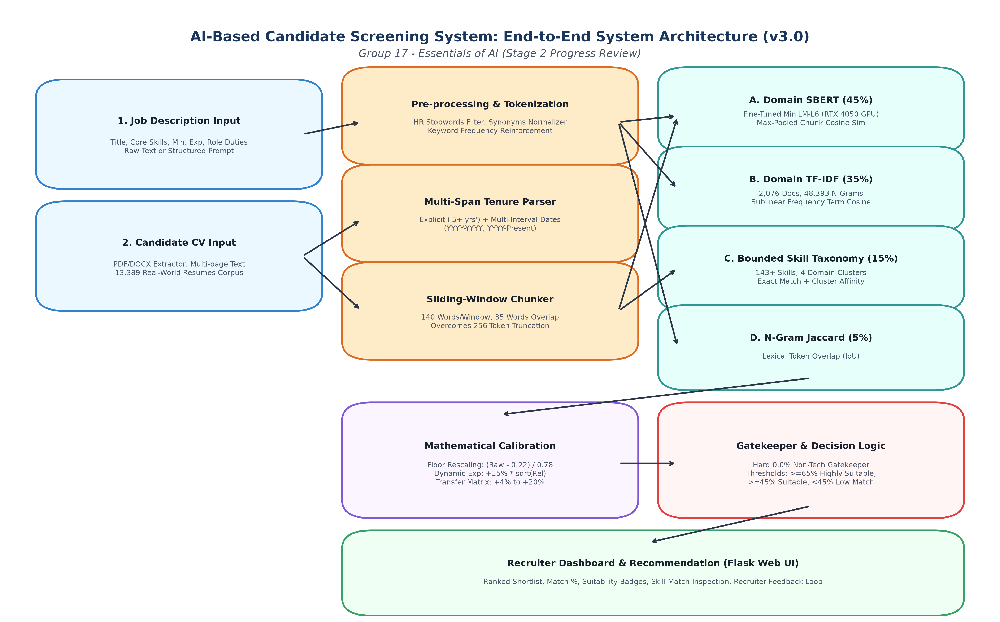 AI-Based Candidate Screening System: End-to-End System Architecture (v3.0)
Group 17 - Essentials of AI (Stage 2 Progress Review)
1. Job Description Input
Title, Core Skills, Min. Exp, Role Duties
Raw Text or Structured Prompt
2. Candidate CV Input
PDF/DOCX Extractor, Multi-page Text
13,389 Real-World Resumes Corpus
Pre-processing & Tokenization
HR Stopwords Filter, Synonyms Normalizer
Keyword Frequency Reinforcement
Multi-Span Tenure Parser
Explicit ('5+ yrs') + Multi-Interval Dates
(YYYY-YYYY, YYYY-Present)
Sliding-Window Chunker
140 Words/Window, 35 Words Overlap
Overcomes 256-Token Truncation
A. Domain SBERT (45%)
Fine-Tuned MiniLM-L6 (RTX 4050 GPU)
Max-Pooled Chunk Cosine Sim
B. Domain TF-IDF (35%)
2,076 Docs, 48,393 N-Grams
Sublinear Frequency Term Cosine
C. Bounded Skill Taxonomy (15%)
143+ Skills, 4 Domain Clusters
Exact Match + Cluster Affinity
D. N-Gram Jaccard (5%)
Lexical Token Overlap (IoU)
Mathematical Calibration
Floor Rescaling: (Raw - 0.22) / 0.78
Dynamic Exp: +15% * sqrt(Rel)
Transfer Matrix: +4% to +20%
Gatekeeper & Decision Logic
Hard 0.0% Non-Tech Gatekeeper
Thresholds: >=65% Highly Suitable,
>=45% Suitable, <45% Low Match
Recruiter Dashboard & Recommendation (Flask Web UI)
Ranked Shortlist, Match %, Suitability Badges, Skill Match Inspection, Recruiter Feedback Loop